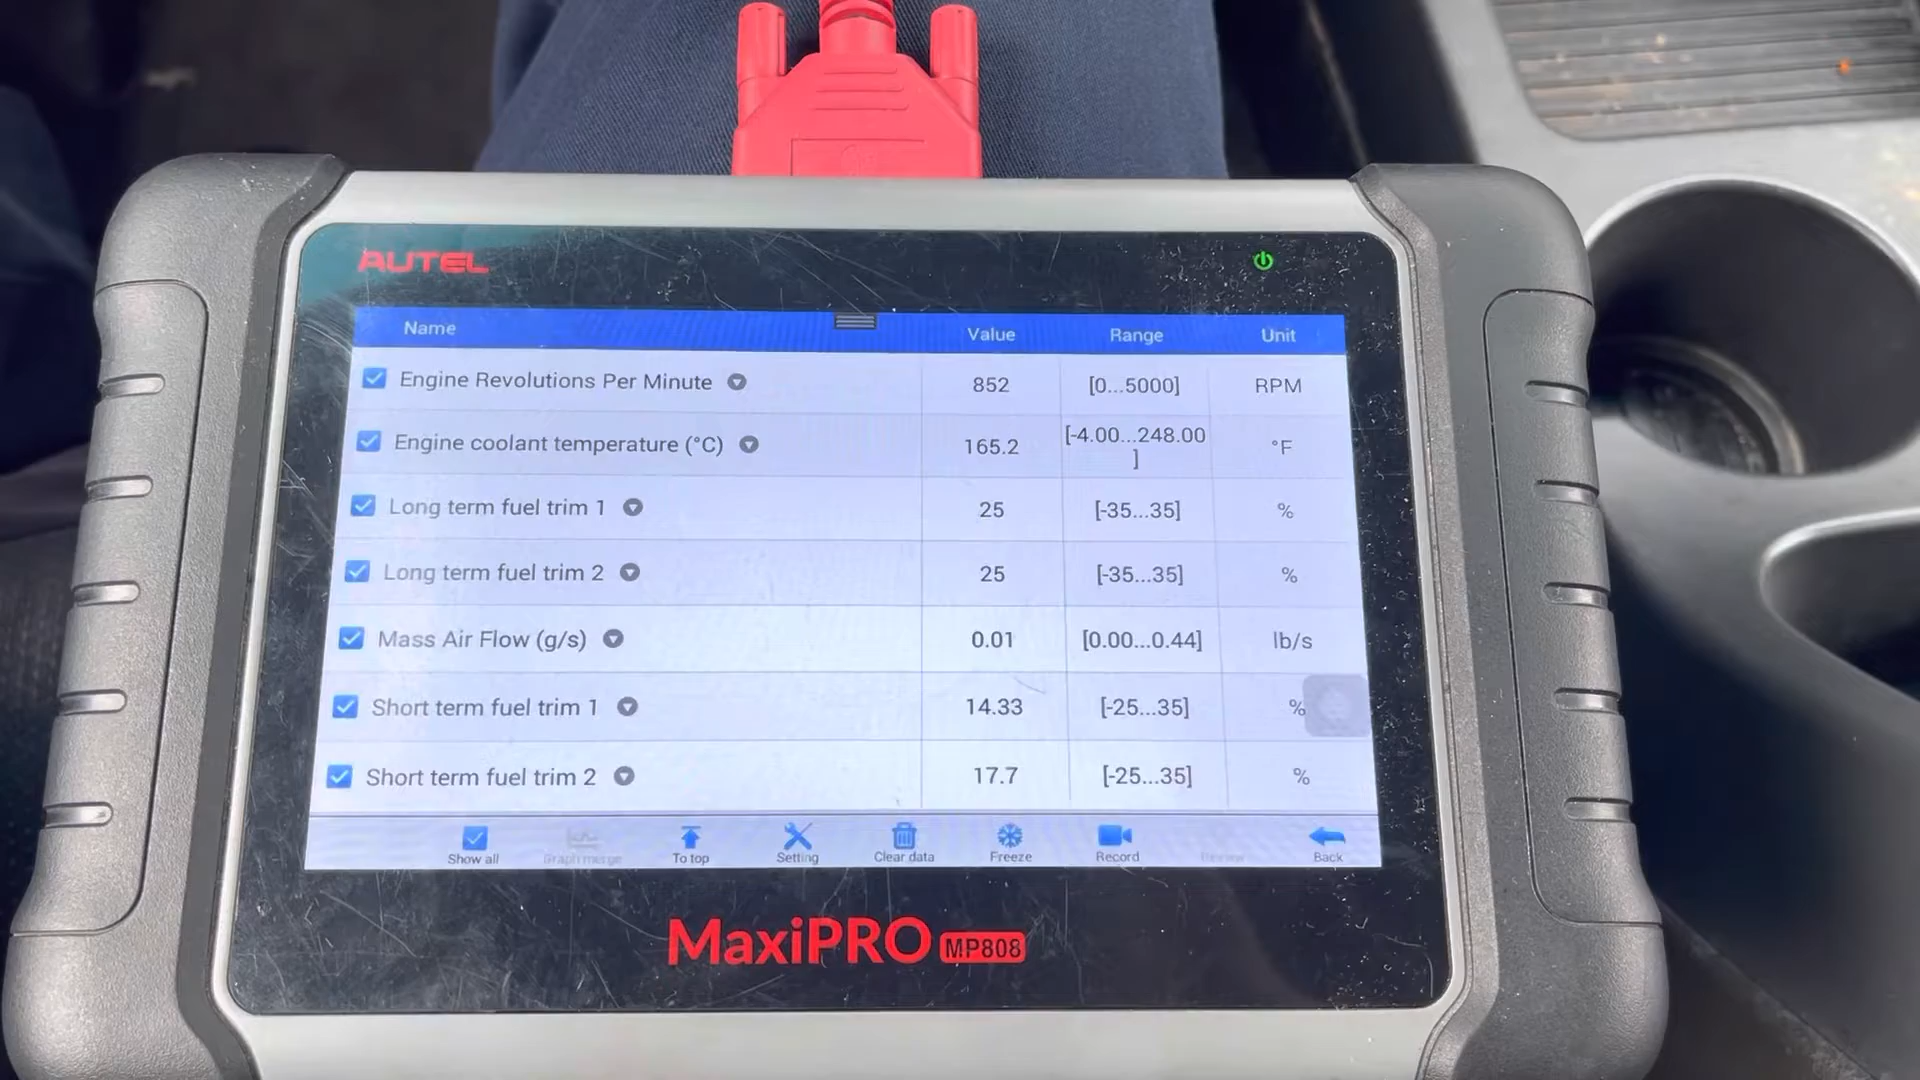 AUTEL
Name Value Range Unit
Engine Revolutions Per Minute 852 [0...5000] RPM
Engine coolant temperature (°C) 165.2 [-4.00...248.00 °F
]
Long term fuel trim 1 25 [-35...35] %
Long term fuel trim 2 25 [-35...35] %
Mass Air Flow (g/s) 0.01 [0.00...0.44] lb/s
Short term fuel trim 1 14.33 [-25...35] %
Short term fuel trim 2 17.7 [-25...35] %
Show all Graph merge To top Setting Clear data Freeze Record Review Back
MaxiPRO MP808